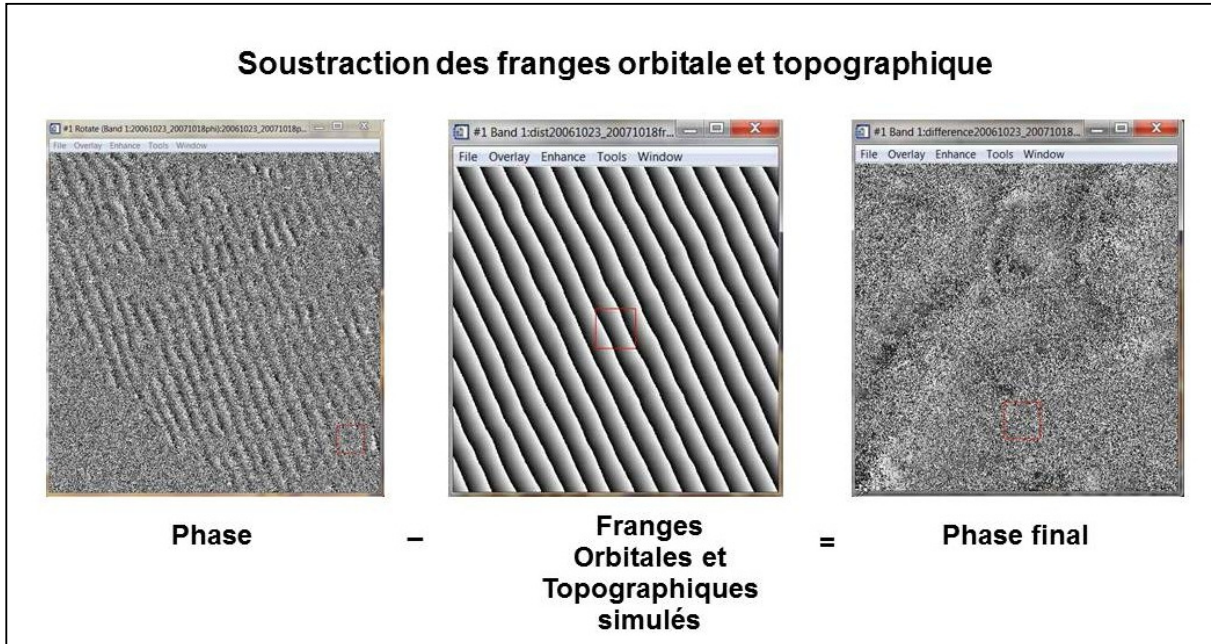 Soustraction des franges orbitale et topographique
#1 Rotate (Band 1:20061023_20071018phi):20061023_20071018p...
File Overlay Enhance Tools Window
#1 Band 1:dist20061023_20071018fr...
File Overlay Enhance Tools Window
#1 Band 1:difference20061023_20071018...
File Overlay Enhance Tools Window
Phase
–
Franges
Orbitales et
Topographiques
simulés
=
Phase final